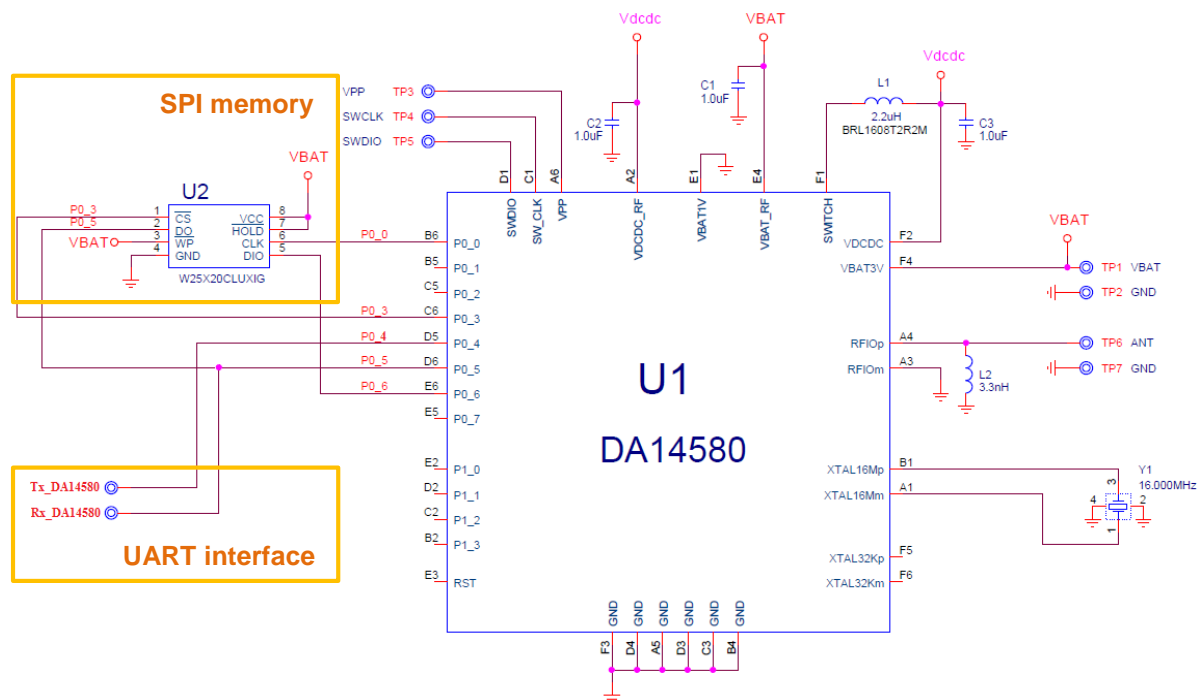 Vdcdc
VBAT
Vdcdc
SPI memory
VPP TP3
SWCLK TP4
SWDIO TP5
C2
1.0uF
C1
1.0uF
L1
2.2uH
BRL1608T2R2M
C3
1.0uF
VBAT
U2
P0_3
P0_5
VBAT
1 CS
2 DO
3 WP
4 GND
VCC 8
HOLD 7
CLK 6
DIO 5
W25X20CLUXIG
D1 SWDIO
C1 SW_CLK
A6 VPP
A2 VDCDC_RF
E1 VBAT1V
E4 VBAT_RF
F1 SWITCH
P0_0 B6 P0_0
B5 P0_1
C5 P0_2
P0_3 C6 P0_3
P0_4 D5 P0_4
P0_5 D6 P0_5
P0_6 E6 P0_6
E5 P0_7
E2 P1_0
D2 P1_1
C2 P1_2
B2 P1_3
E3 RST
U1
DA14580
VDCDC F2
VBAT3V F4
RFIOp A4
RFIOm A3
XTAL16Mp B1
XTAL16Mm A1
XTAL32Kp F5
XTAL32Km F6
VBAT
TP1 VBAT
TP2 GND
TP6 ANT
TP7 GND
L2
3.3nH
Y1
16.000MHz
3
4 2
1
Tx_DA14580
Rx_DA14580
UART interface
GND GND GND GND GND GND
F3 D4 A5 D3 C3 B4